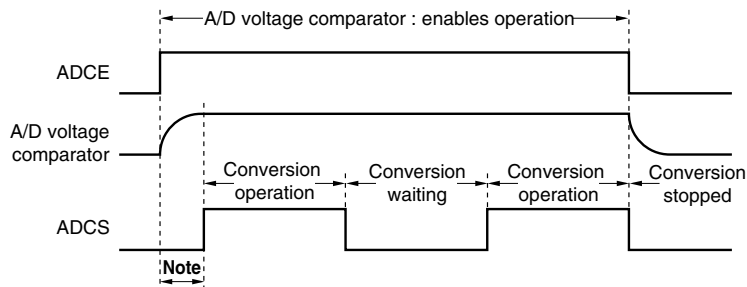 A/D voltage comparator : enables operation
ADCE
A/D voltage
comparator
Conversion
operation
Conversion
waiting
Conversion
operation
Conversion
stopped
ADCS
Note